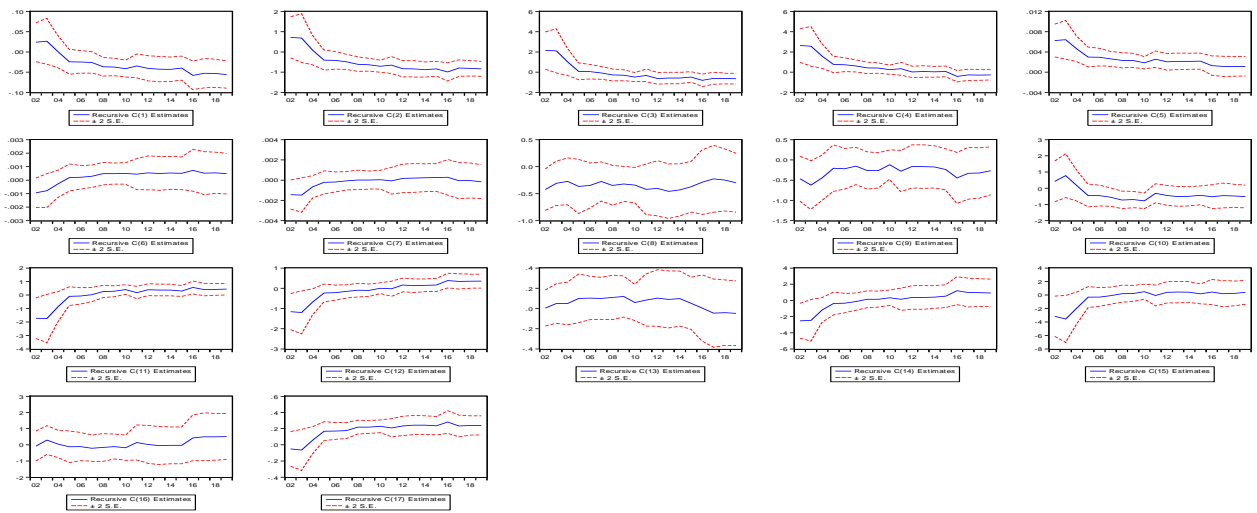 .10
.05
.00
-.05
-.10
02 04 06 08 10 12 14 16 18
Recursive C(1) Estimates
± 2 S.E.
2
1
0
-1
-2
02 04 06 08 10 12 14 16 18
Recursive C(2) Estimates
± 2 S.E.
6
4
2
0
-2
02 04 06 08 10 12 14 16 18
Recursive C(3) Estimates
± 2 S.E.
6
4
2
0
-2
02 04 06 08 10 12 14 16 18
Recursive C(4) Estimates
± 2 S.E.
.012
.008
.004
.000
-.004
02 04 06 08 10 12 14 16 18
Recursive C(5) Estimates
± 2 S.E.
.003
.002
.001
.000
-.001
-.002
-.003
02 04 06 08 10 12 14 16 18
Recursive C(6) Estimates
± 2 S.E.
.004
.002
.000
-.002
-.004
02 04 06 08 10 12 14 16 18
Recursive C(7) Estimates
± 2 S.E.
0.5
0.0
-0.5
-1.0
02 04 06 08 10 12 14 16 18
Recursive C(8) Estimates
± 2 S.E.
0.5
0.0
-0.5
-1.0
-1.5
02 04 06 08 10 12 14 16 18
Recursive C(9) Estimates
± 2 S.E.
3
2
1
0
-1
-2
02 04 06 08 10 12 14 16 18
Recursive C(10) Estimates
± 2 S.E.
2
1
0
-1
-2
-3
-4
02 04 06 08 10 12 14 16 18
Recursive C(11) Estimates
± 2 S.E.
1
0
-1
-2
-3
02 04 06 08 10 12 14 16 18
Recursive C(12) Estimates
± 2 S.E.
.4
.2
.0
-.2
-.4
02 04 06 08 10 12 14 16 18
Recursive C(13) Estimates
± 2 S.E.
4
2
0
-2
-4
-6
02 04 06 08 10 12 14 16 18
Recursive C(14) Estimates
± 2 S.E.
4
2
0
-2
-4
-6
-8
02 04 06 08 10 12 14 16 18
Recursive C(15) Estimates
± 2 S.E.
3
2
1
0
-1
-2
02 04 06 08 10 12 14 16 18
Recursive C(16) Estimates
± 2 S.E.
.6
.4
.2
.0
-.2
-.4
02 04 06 08 10 12 14 16 18
Recursive C(17) Estimates
± 2 S.E.